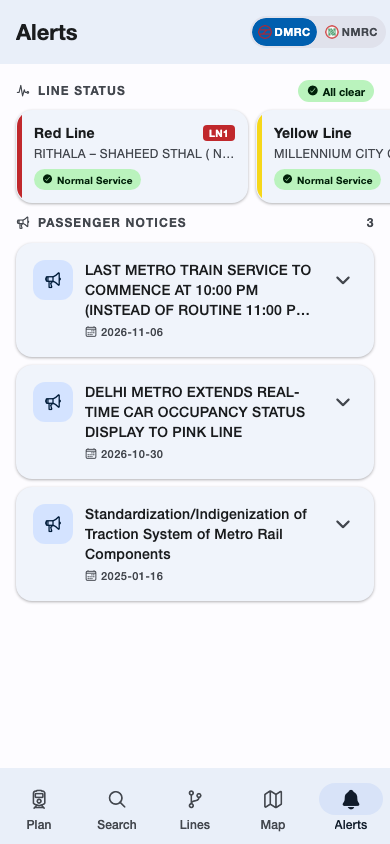 Alerts
DMRC
NMRC
LINE STATUS
All clear
Red Line
LN1
RITHALA – SHAHEED STHAL ( N...
Normal Service
Yellow Line
MILLENNIUM CITY
Normal Service
PASSENGER NOTICES
3
LAST METRO TRAIN SERVICE TO
COMMENCE AT 10:00 PM
(INSTEAD OF ROUTINE 11:00 P...
2026-11-06
DELHI METRO EXTENDS REAL-
TIME CAR OCCUPANCY STATUS
DISPLAY TO PINK LINE
2026-10-30
Standardization/Indigenization of
Traction System of Metro Rail
Components
2025-01-16
Plan
Search
Lines
Map
Alerts